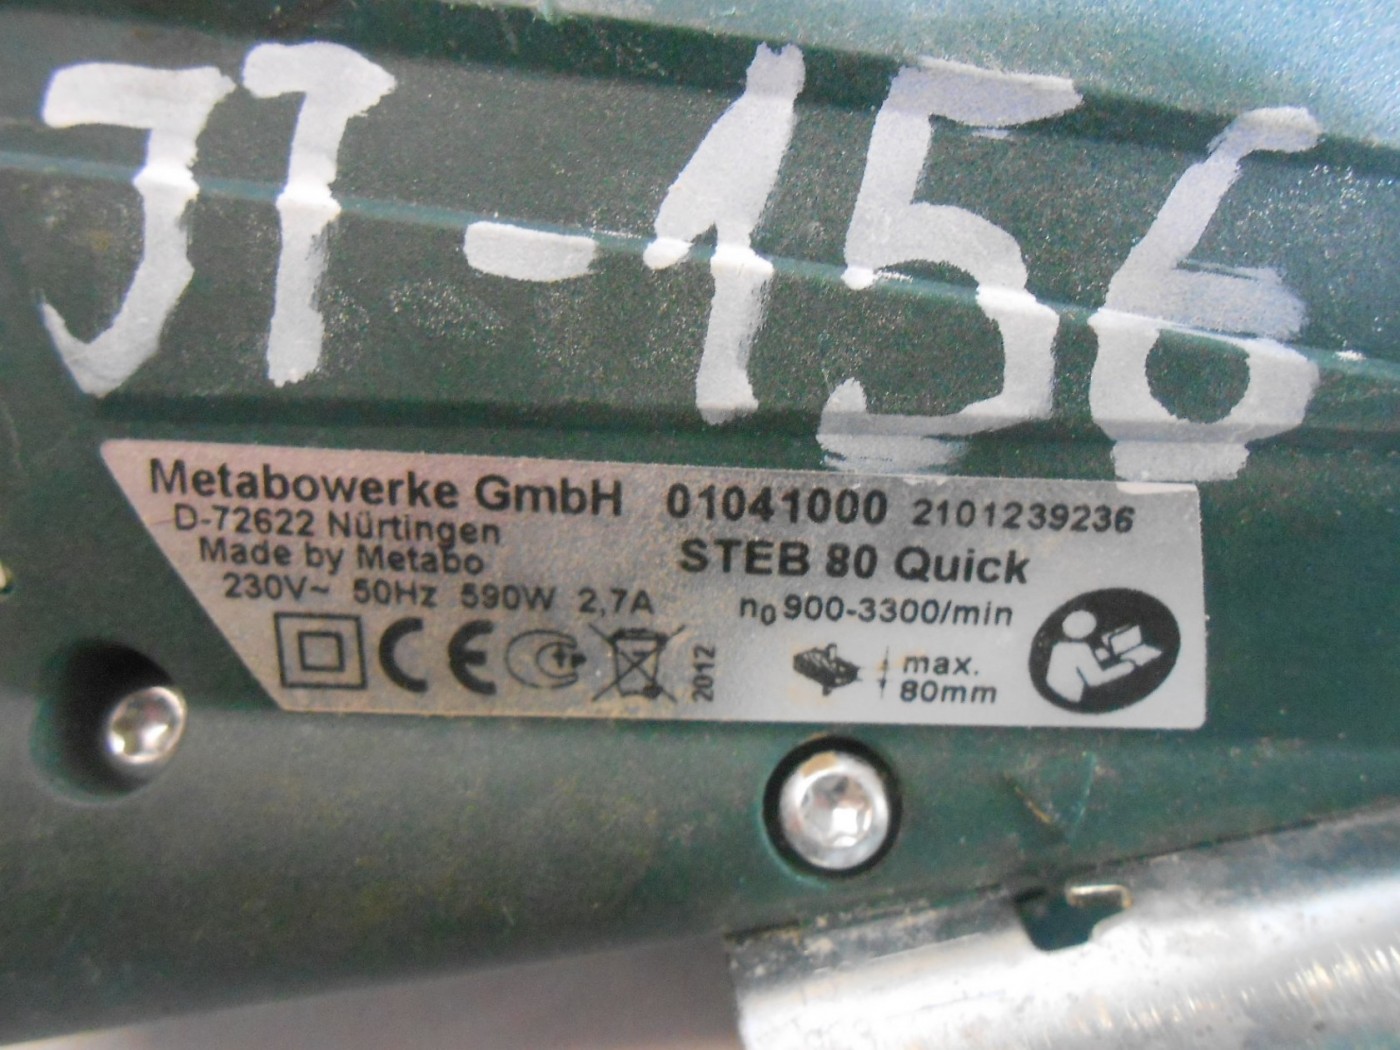 JT-156
Metabowerke GmbH 01041000 2101239236
D-72622 Nürtingen
Made by Metabo
STEB 80 Quick
230V~ 50Hz 590W 2,7A
n0 900-3300/min
CE
2012
max.
80mm